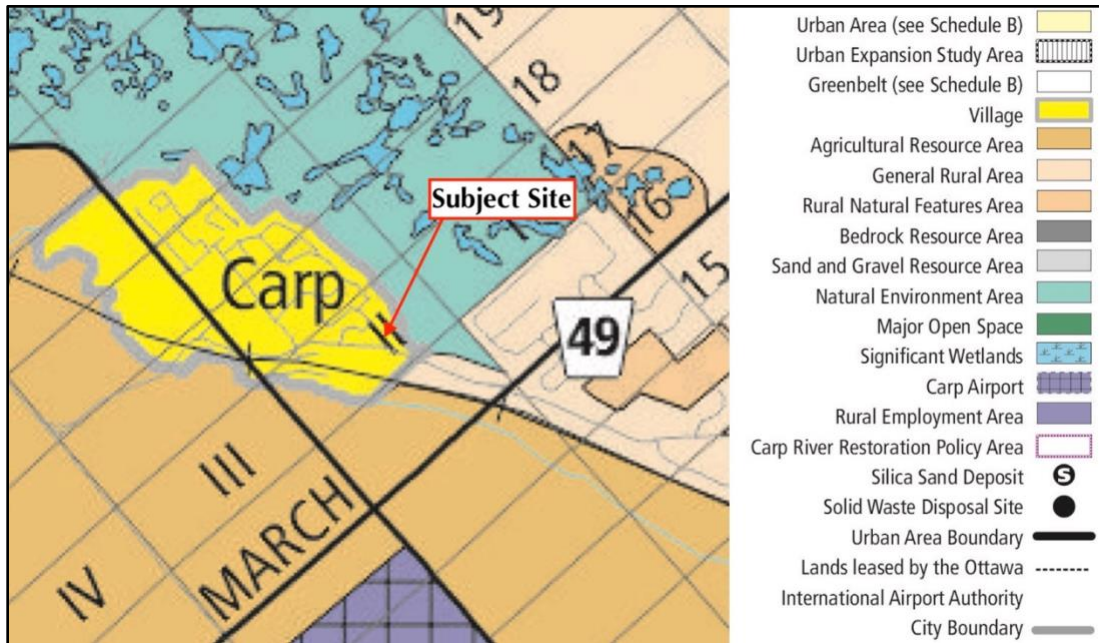 19
18
17
16
15
Subject Site
Carp
49
III
IV
MARCH
Urban Area (see Schedule B)
Urban Expansion Study Area
Greenbelt (see Schedule B)
Village
Agricultural Resource Area
General Rural Area
Rural Natural Features Area
Bedrock Resource Area
Sand and Gravel Resource Area
Natural Environment Area
Major Open Space
Significant Wetlands
Carp Airport
Rural Employment Area
Carp River Restoration Policy Area
Silica Sand Deposit
S
Solid Waste Disposal Site
Urban Area Boundary
Lands leased by the Ottawa
International Airport Authority
City Boundary